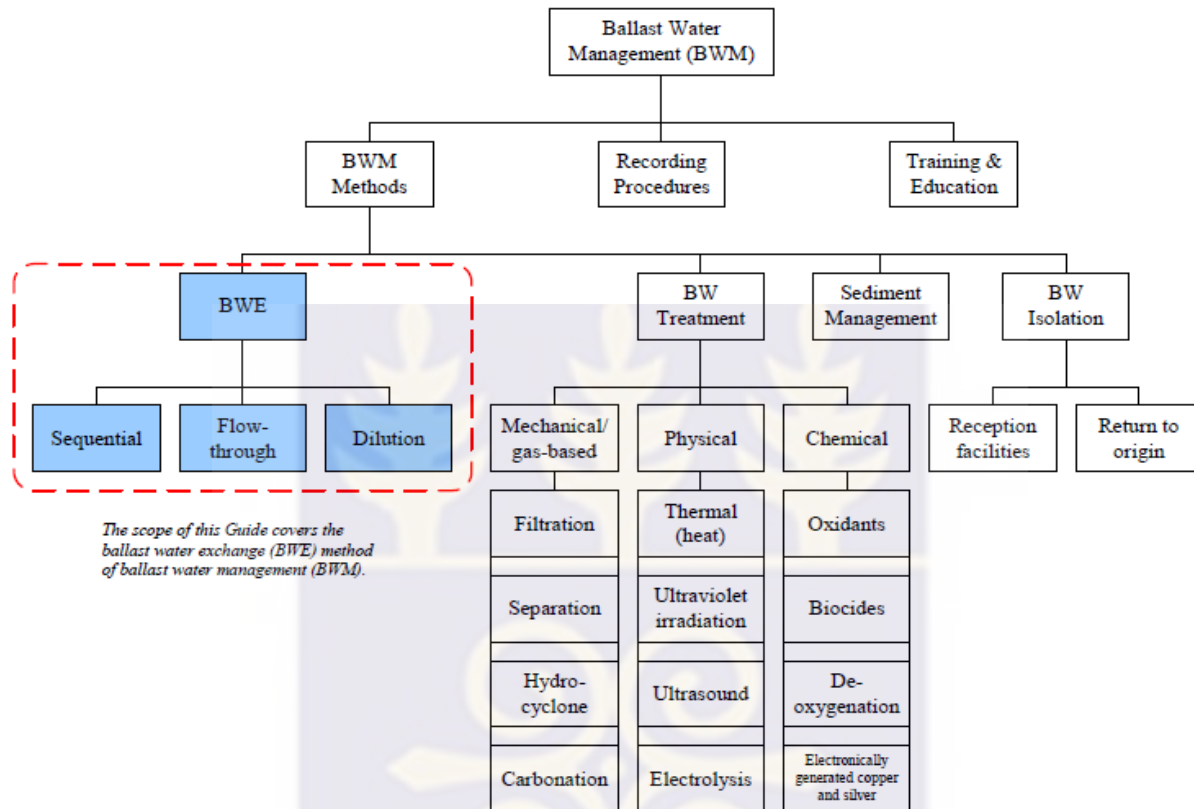 Ballast Water
Management (BWM)
BWM
Methods
Recording
Procedures
Training &
Education
BWE
BW
Treatment
Sediment
Management
BW
Isolation
Sequential
Flow-
through
Dilution
Mechanical/
gas-based
Physical
Chemical
Reception
facilities
Return to
origin
The scope of this Guide covers the
ballast water exchange (BWE) method
of ballast water management (BWM).
Filtration
Thermal
(heat)
Oxidants
Separation
Ultraviolet
irradiation
Biocides
Hydro-
cyclone
Ultrasound
De-
oxygenation
Carbonation
Electrolysis
Electronically
generated copper
and silver